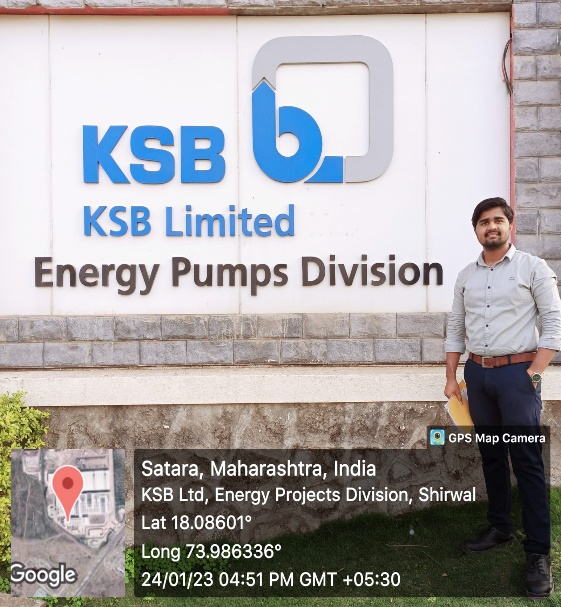 KSB
KSB Limited
Energy Pumps Division
GPS Map Camera
Satara, Maharashtra, India
KSB Ltd, Energy Projects Division, Shirwal
Lat 18.08601°
Long 73.986336°
24/01/23 04:51 PM GMT +05:30
Google